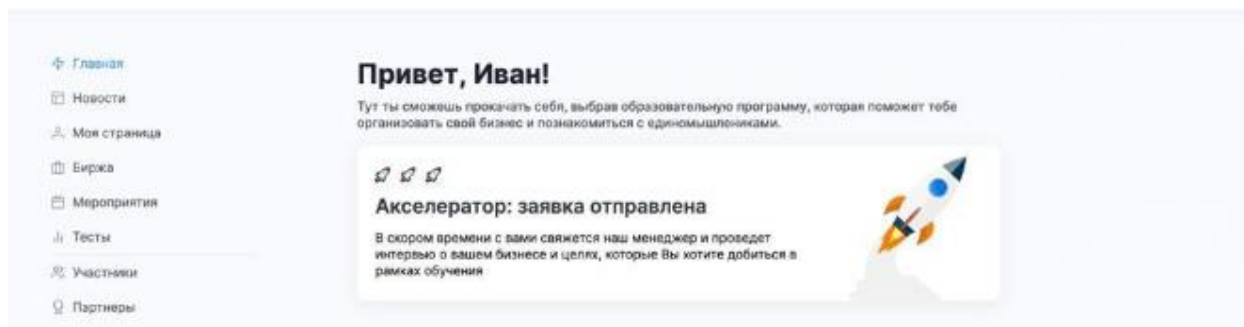 Главная
Новости
Моя страница
Биржа
Мероприятия
Тесты
Участники
Партнеры
Привет, Иван!
Тут ты сможешь прокачать себя, выбрав образовательную программу, которая поможет тебе
организовать свой бизнес и познакомиться с единомышлениками.
Акселератор: заявка отправлена
В скором времени с вами свяжется наш менеджер и проведет
интервью о вашем бизнесе и целях, которые Вы хотите добиться в
рамках обучения